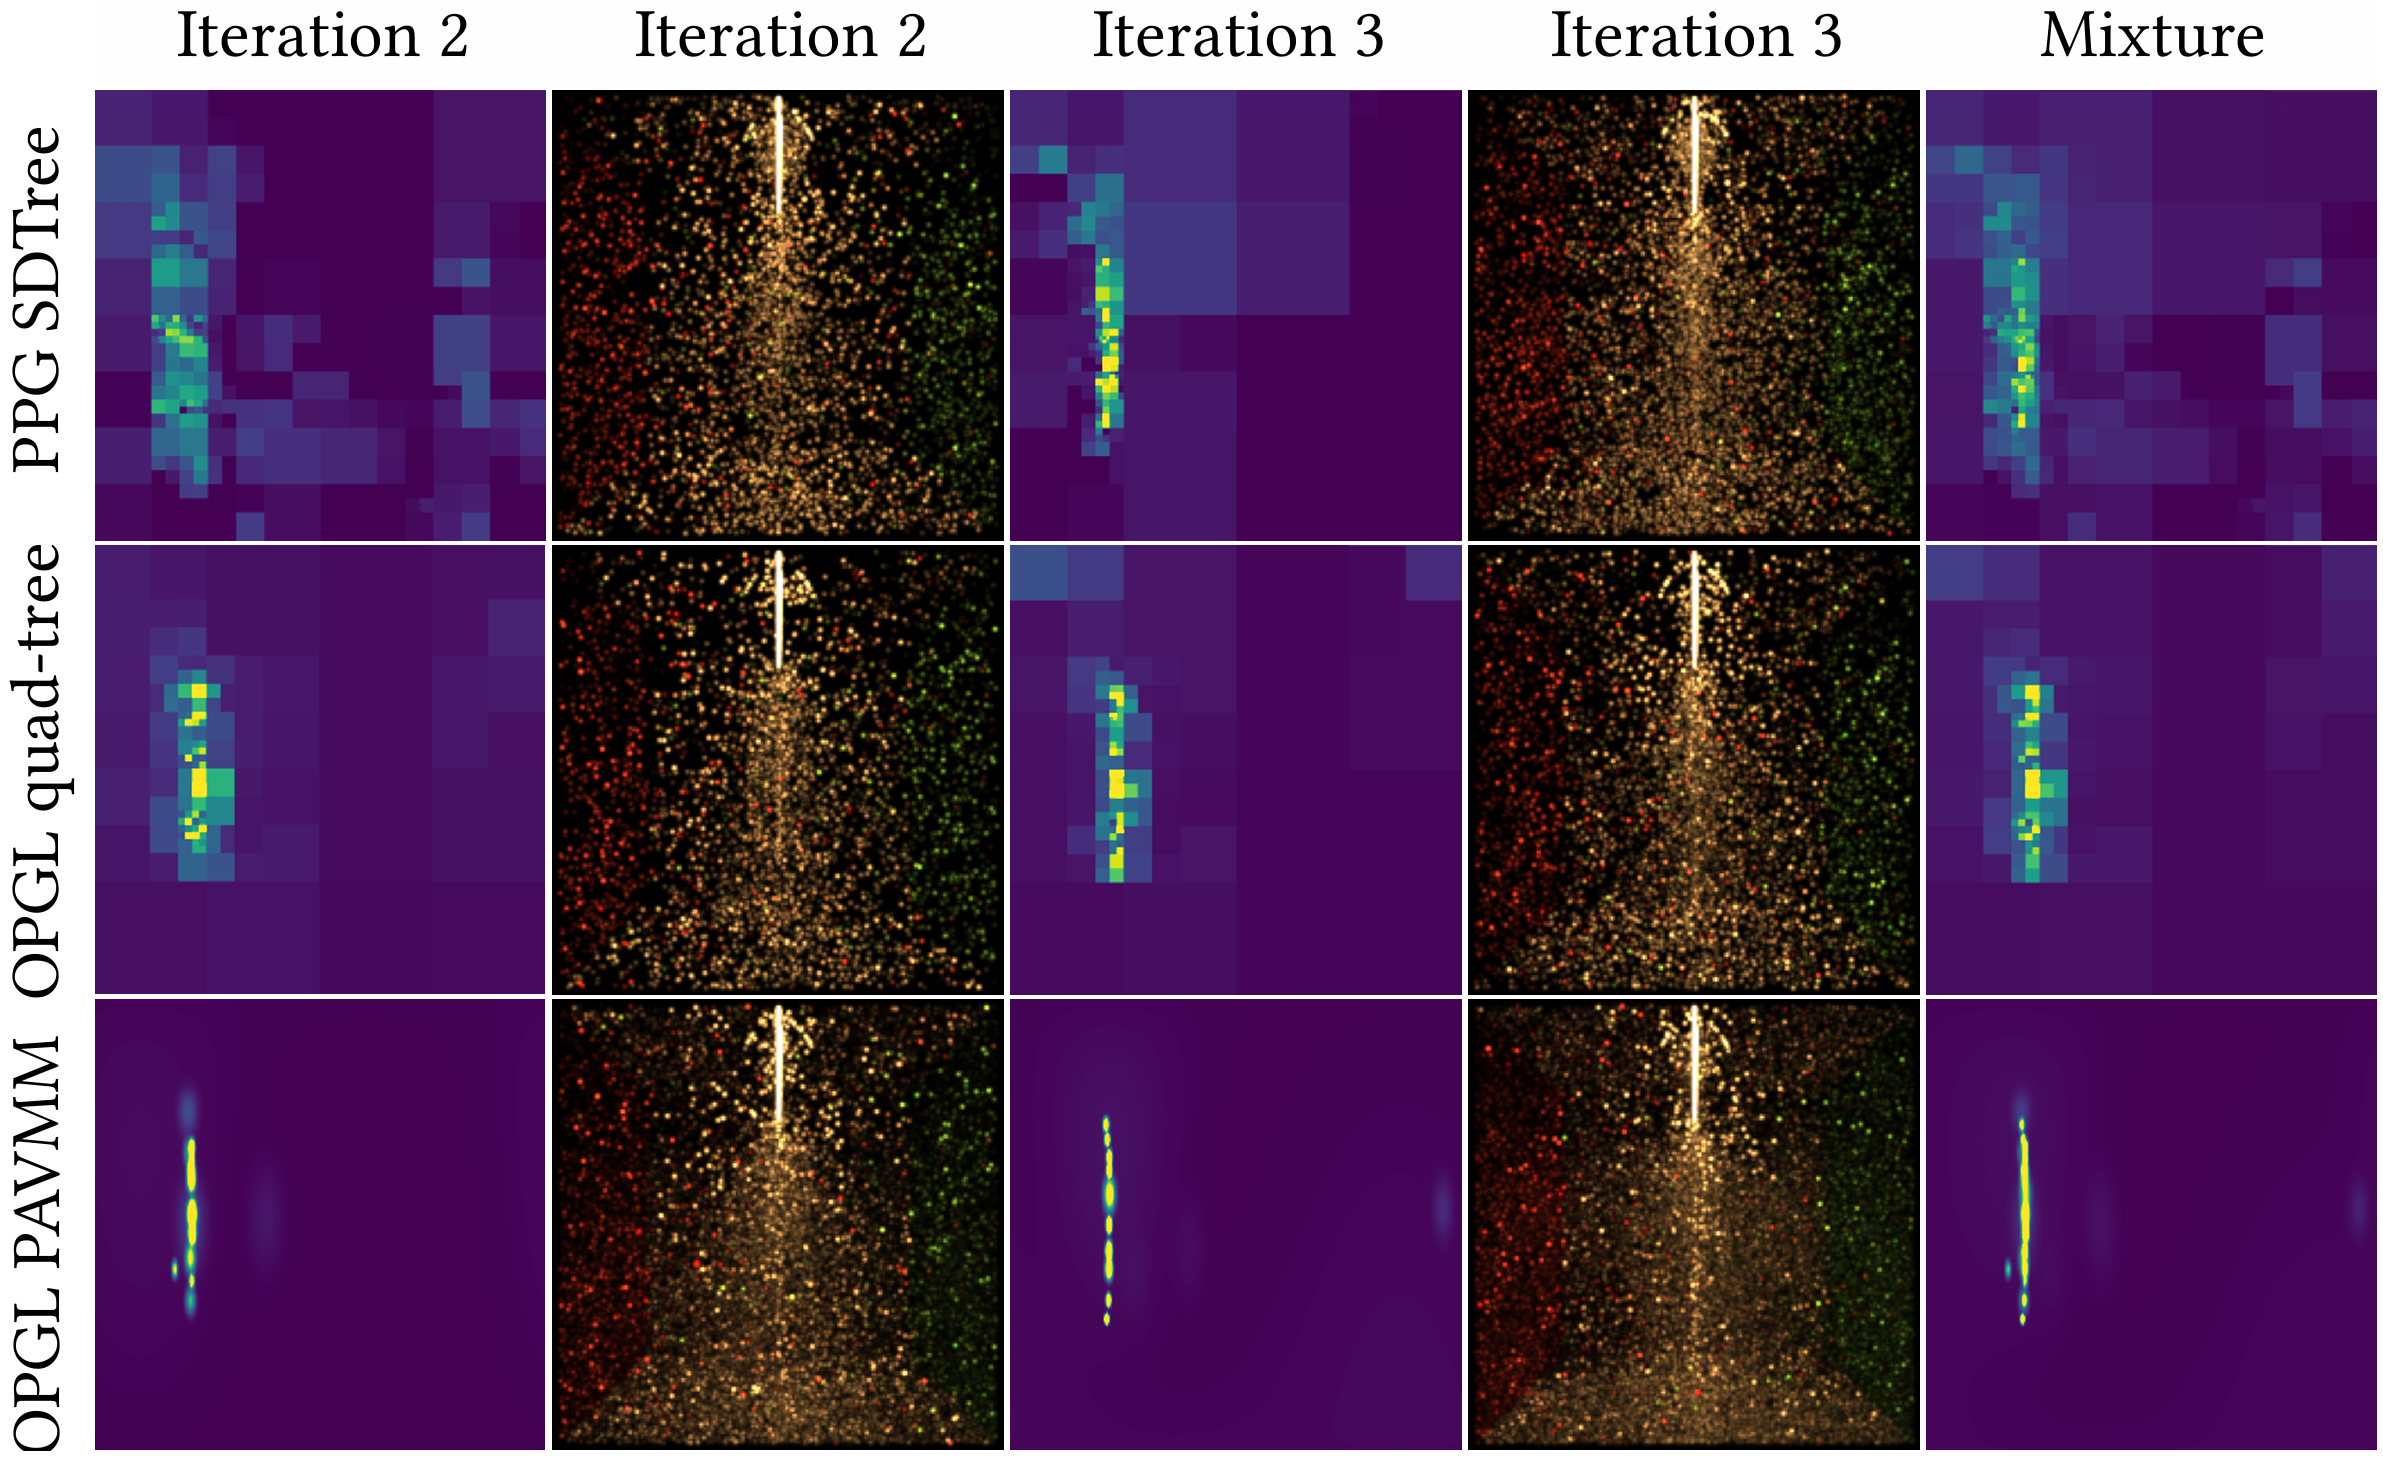 Iteration 2
Iteration 2
Iteration 3
Iteration 3
Mixture
PPG SDTree
OPGL quad-tree
OPGL PAVMM